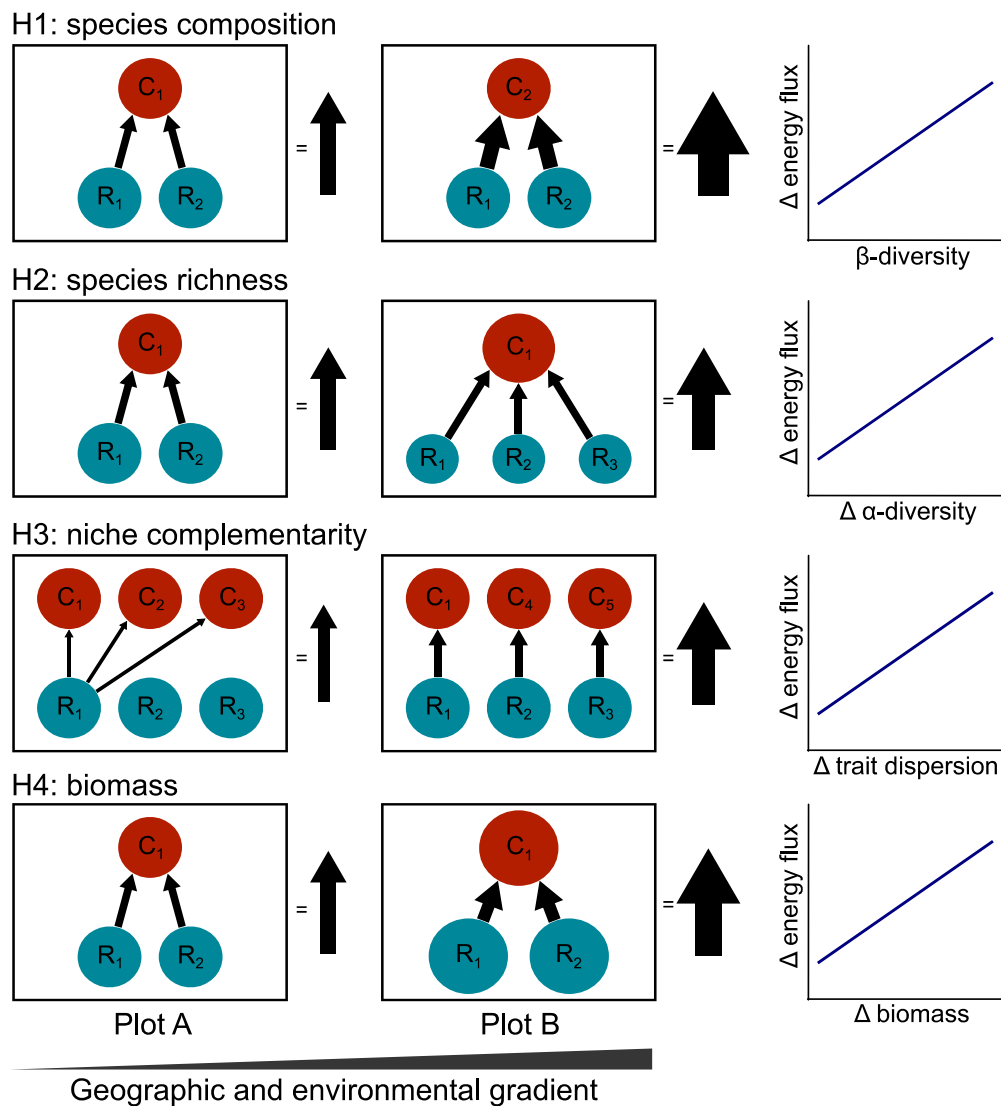 H1: species composition
C₁
R₁ R₂
=
C₂
R₁ R₂
=
Δ energy flux
β-diversity
H2: species richness
C₁
R₁ R₂
=
C₁
R₁ R₂ R₃
=
Δ energy flux
Δ α-diversity
H3: niche complementarity
C₁ C₂ C₃
R₁ R₂ R₃
=
C₁ C₄ C₅
R₁ R₂ R₃
=
Δ energy flux
Δ trait dispersion
H4: biomass
C₁
R₁ R₂
=
C₁
R₁ R₂
=
Δ energy flux
Δ biomass
Plot A
Plot B
Geographic and environmental gradient